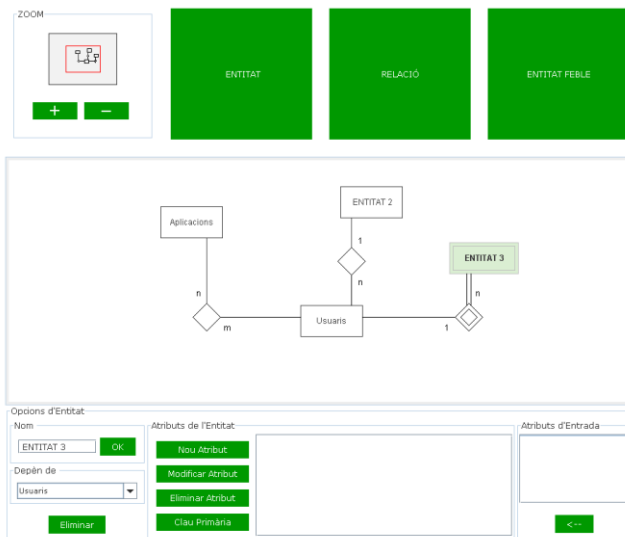 ZOOM
+
−
ENTITAT
RELACIÓ
ENTITAT FEBLE
Aplicacions
ENTITAT 2
ENTITAT 3
1
n
n
n
Usuaris
m
1
Opcions d'Entitat
Nom
ENTITAT 3
OK
Depèn de
Usuaris
Eliminar
Atributs de l'Entitat
Nou Atribut
Modificar Atribut
Eliminar Atribut
Clau Primària
Atributs d'Entrada
<--